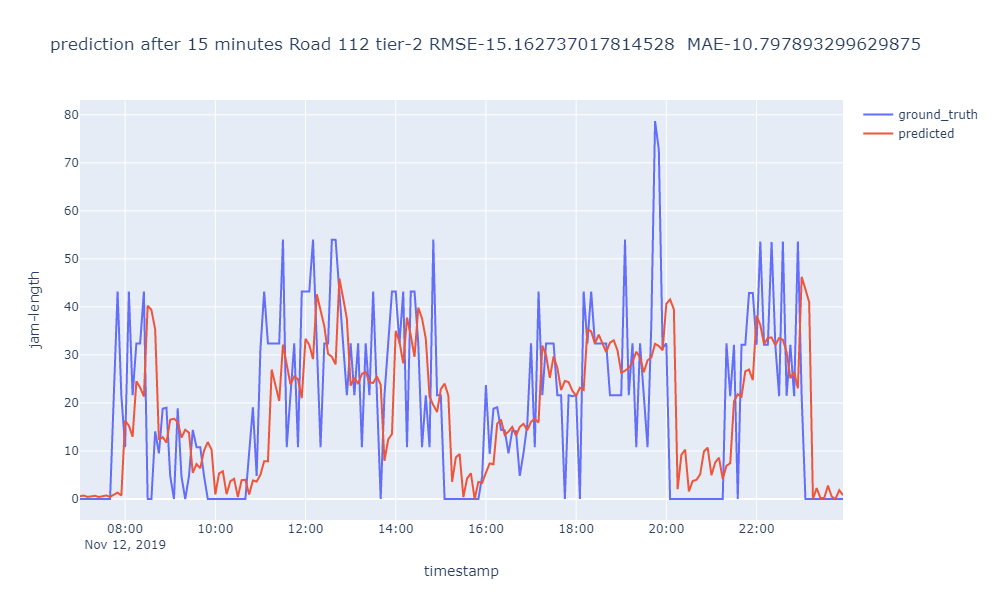 prediction after 15 minutes Road 112 tier-2 RMSE-15.162737017814528  MAE-10.797893299629875
ground_truth
predicted
jam-length
80
70
60
50
40
30
20
10
0
08:00 10:00 12:00 14:00 16:00 18:00 20:00 22:00
Nov 12, 2019
timestamp